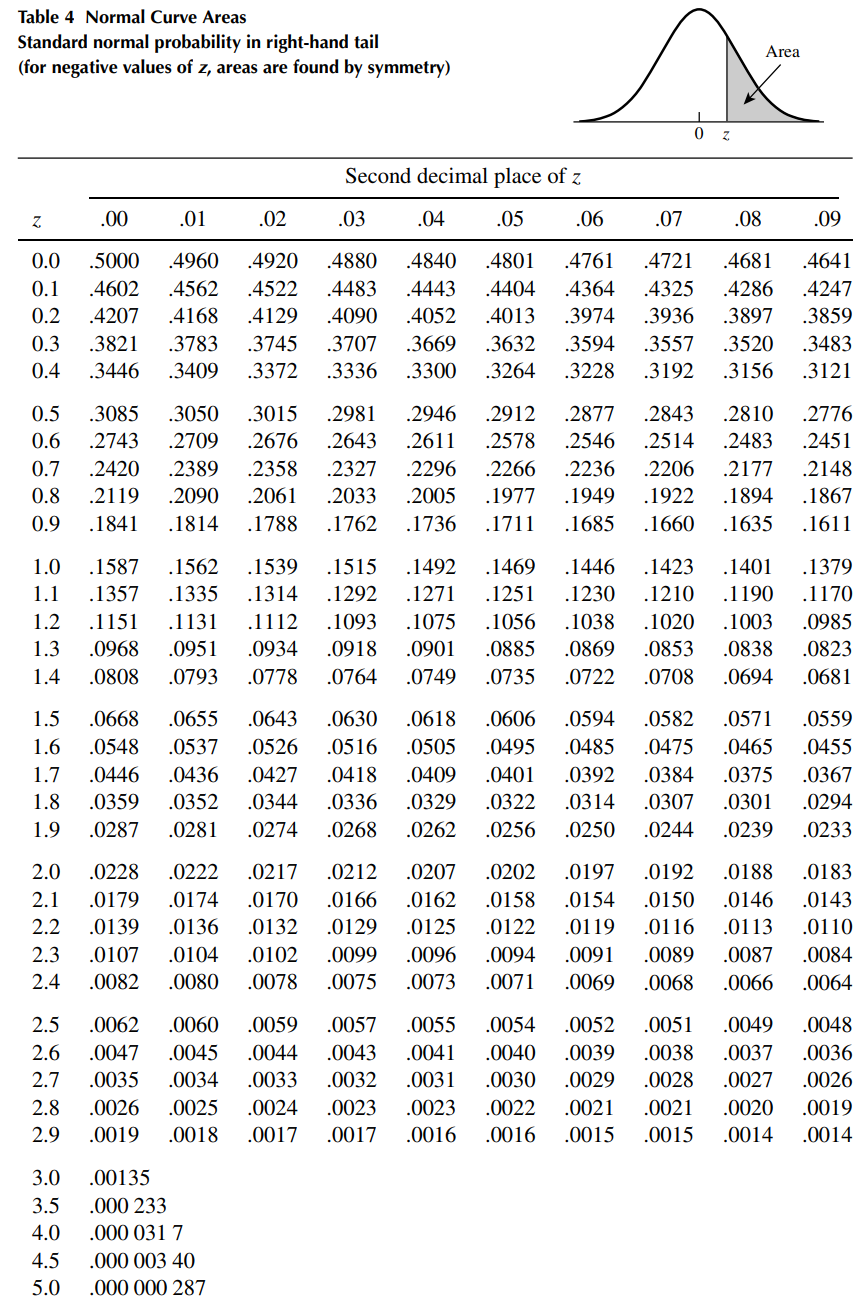 Table 4 Normal Curve Areas
Standard normal probability in right-hand tail
(for negative values of z, areas are found by symmetry)
Area
0 z
Second decimal place of z
z .00 .01 .02 .03 .04 .05 .06 .07 .08 .09
0.0 .5000 .4960 .4920 .4880 .4840 .4801 .4761 .4721 .4681 .4641
0.1 .4602 .4562 .4522 .4483 .4443 .4404 .4364 .4325 .4286 .4247
0.2 .4207 .4168 .4129 .4090 .4052 .4013 .3974 .3936 .3897 .3859
0.3 .3821 .3783 .3745 .3707 .3669 .3632 .3594 .3557 .3520 .3483
0.4 .3446 .3409 .3372 .3336 .3300 .3264 .3228 .3192 .3156 .3121
0.5 .3085 .3050 .3015 .2981 .2946 .2912 .2877 .2843 .2810 .2776
0.6 .2743 .2709 .2676 .2643 .2611 .2578 .2546 .2514 .2483 .2451
0.7 .2420 .2389 .2358 .2327 .2296 .2266 .2236 .2206 .2177 .2148
0.8 .2119 .2090 .2061 .2033 .2005 .1977 .1949 .1922 .1894 .1867
0.9 .1841 .1814 .1788 .1762 .1736 .1711 .1685 .1660 .1635 .1611
1.0 .1587 .1562 .1539 .1515 .1492 .1469 .1446 .1423 .1401 .1379
1.1 .1357 .1335 .1314 .1292 .1271 .1251 .1230 .1210 .1190 .1170
1.2 .1151 .1131 .1112 .1093 .1075 .1056 .1038 .1020 .1003 .0985
1.3 .0968 .0951 .0934 .0918 .0901 .0885 .0869 .0853 .0838 .0823
1.4 .0808 .0793 .0778 .0764 .0749 .0735 .0722 .0708 .0694 .0681
1.5 .0668 .0655 .0643 .0630 .0618 .0606 .0594 .0582 .0571 .0559
1.6 .0548 .0537 .0526 .0516 .0505 .0495 .0485 .0475 .0465 .0455
1.7 .0446 .0436 .0427 .0418 .0409 .0401 .0392 .0384 .0375 .0367
1.8 .0359 .0352 .0344 .0336 .0329 .0322 .0314 .0307 .0301 .0294
1.9 .0287 .0281 .0274 .0268 .0262 .0256 .0250 .0244 .0239 .0233
2.0 .0228 .0222 .0217 .0212 .0207 .0202 .0197 .0192 .0188 .0183
2.1 .0179 .0174 .0170 .0166 .0162 .0158 .0154 .0150 .0146 .0143
2.2 .0139 .0136 .0132 .0129 .0125 .0122 .0119 .0116 .0113 .0110
2.3 .0107 .0104 .0102 .0099 .0096 .0094 .0091 .0089 .0087 .0084
2.4 .0082 .0080 .0078 .0075 .0073 .0071 .0069 .0068 .0066 .0064
2.5 .0062 .0060 .0059 .0057 .0055 .0054 .0052 .0051 .0049 .0048
2.6 .0047 .0045 .0044 .0043 .0041 .0040 .0039 .0038 .0037 .0036
2.7 .0035 .0034 .0033 .0032 .0031 .0030 .0029 .0028 .0027 .0026
2.8 .0026 .0025 .0024 .0023 .0023 .0022 .0021 .0021 .0020 .0019
2.9 .0019 .0018 .0017 .0017 .0016 .0016 .0015 .0015 .0014 .0014
3.0 .00135
3.5 .000 233
4.0 .000 031 7
4.5 .000 003 40
5.0 .000 000 287